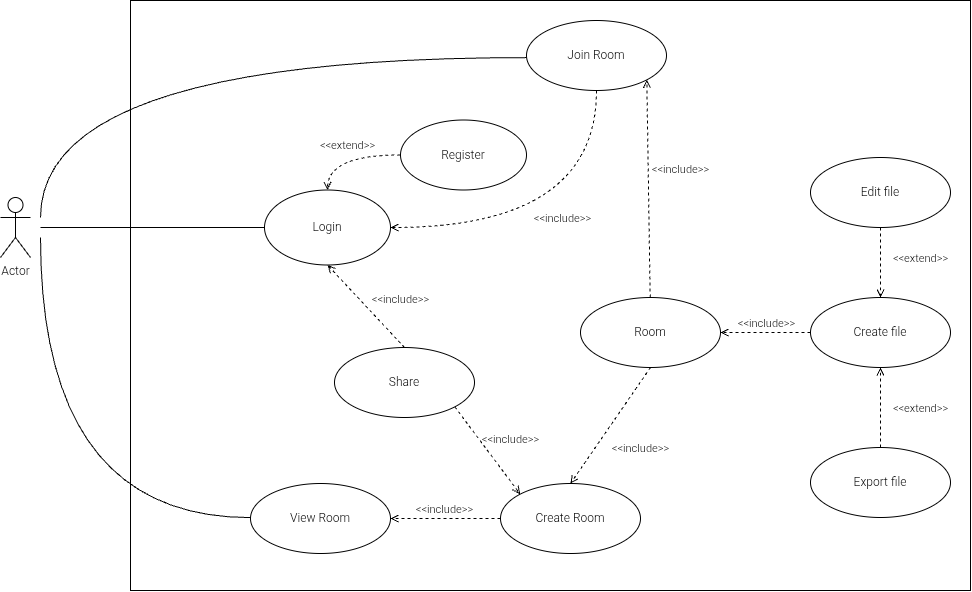 Join Room
<<extend>>
Register
<<include>>
Edit file
<<include>>
Login
<<extend>>
Actor
<<include>>
<<include>>
Room
Create file
Share
<<extend>>
<<include>>
<<include>>
Export file
<<include>>
View Room
Create Room